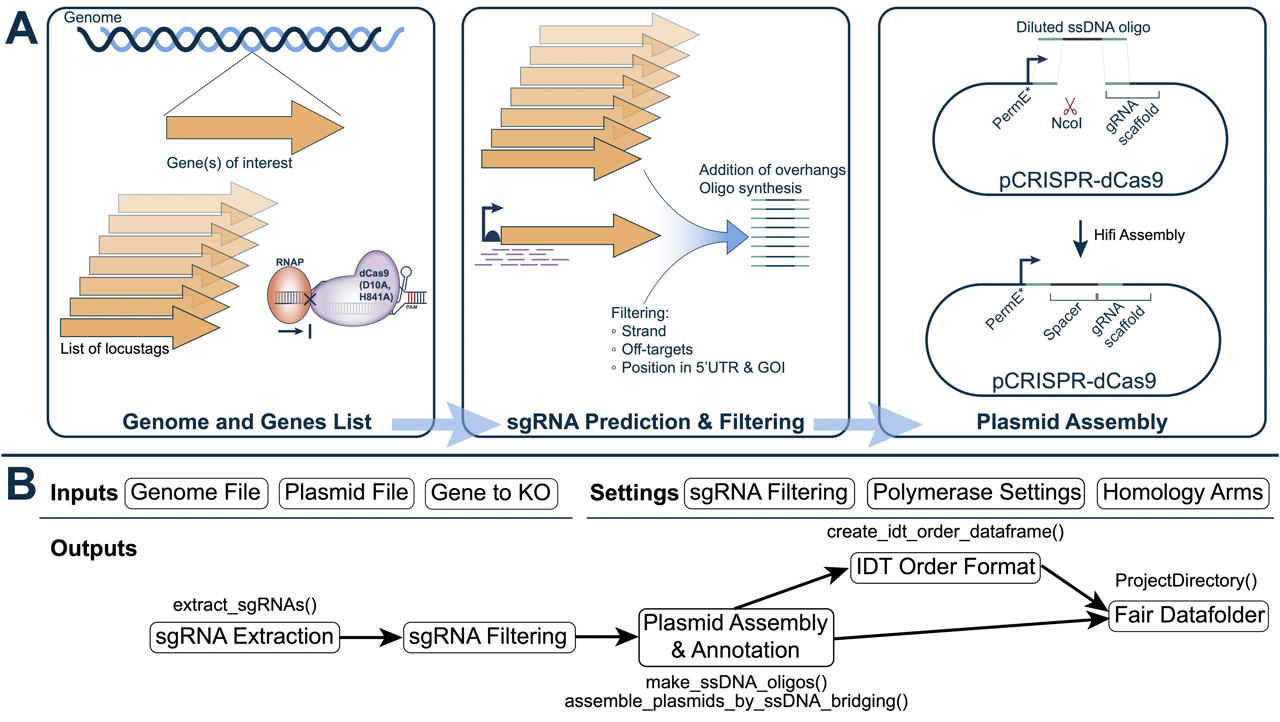 A
Genome
Gene(s) of interest
List of locustags
RNAP
dCas9
(D10A,
H841A)
PAM
Genome and Genes List
Addition of overhangs
Oligo synthesis
Filtering:
◦ Strand
◦ Off-targets
◦ Position in 5'UTR & GOI
sgRNA Prediction & Filtering
Diluted ssDNA oligo
PermE*
NcoI
gRNA
scaffold
pCRISPR-dCas9
Hifi Assembly
PermE*
Spacer
gRNA
scaffold
pCRISPR-dCas9
Plasmid Assembly
B
Inputs Genome File Plasmid File Gene to KO
Settings sgRNA Filtering Polymerase Settings Homology Arms
Outputs
extract_sgRNAs()
sgRNA Extraction
sgRNA Filtering
Plasmid Assembly
& Annotation
make_ssDNA_oligos()
assemble_plasmids_by_ssDNA_bridging()
create_idt_order_dataframe()
IDT Order Format
ProjectDirectory()
Fair Datafolder